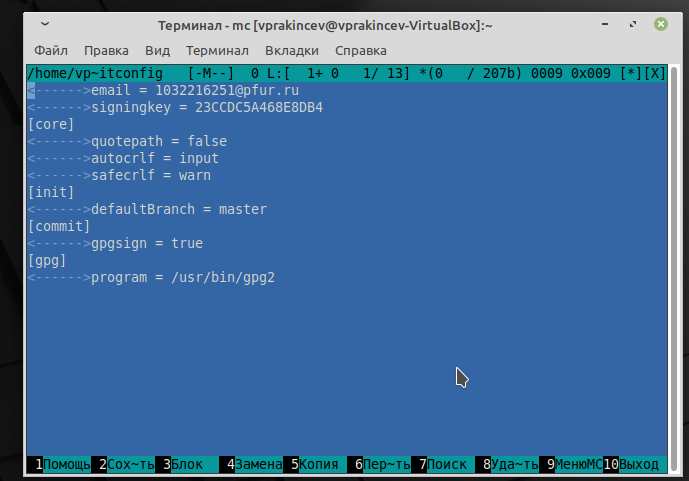 Терминал - mc [vprakincev@vprakincev-VirtualBox]:~
Файл Правка Вид Терминал Вкладки Справка
/home/vp~itconfig [-M--] 0 L:[ 1+ 0 1/ 13] *(0 / 207b) 0009 0x009 [*][X]
<------>email = 1032216251@pfur.ru
<------>signingkey = 23CCDC5A468E8DB4
[core]
<------>quotepath = false
<------>autocrlf = input
<------>safecrlf = warn
[init]
<------>defaultBranch = master
[commit]
<------>gpgsign = true
[gpg]
<------>program = /usr/bin/gpg2
1Помощь 2Сох~ть 3Блок 4Замена 5Копия 6Пер~ть 7Поиск 8Уда~ть 9МенюMC 10Выход